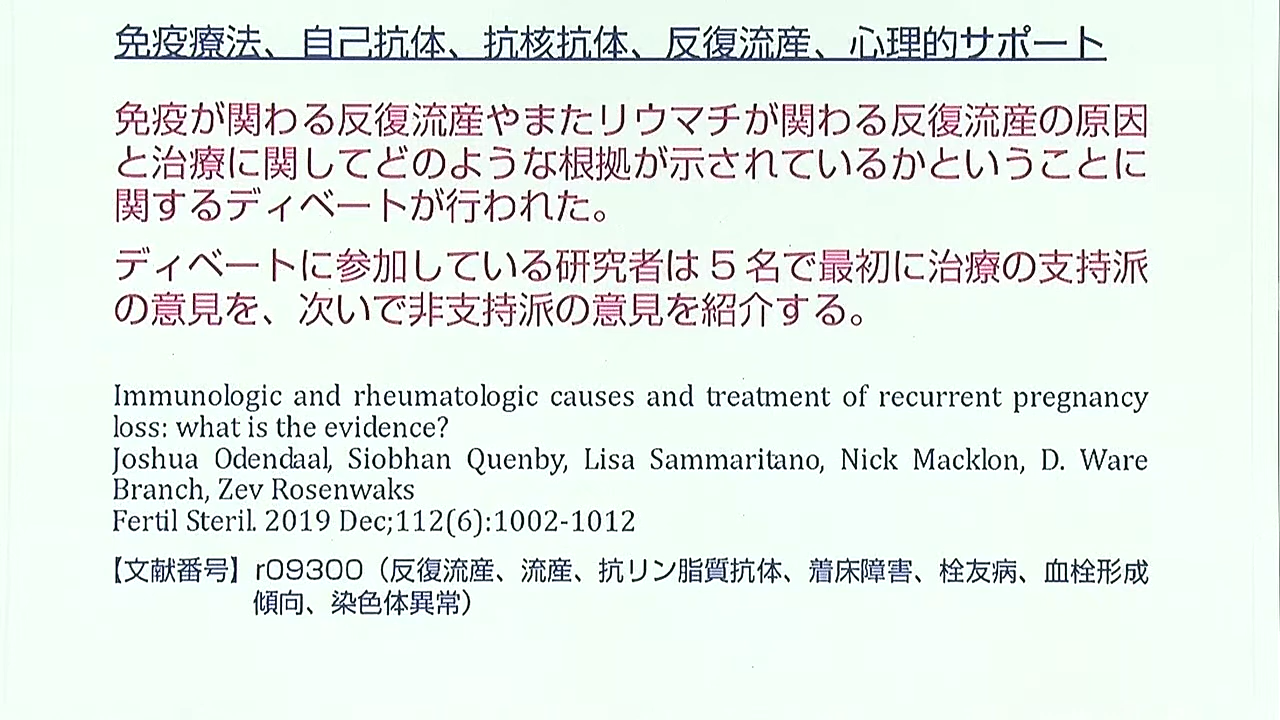 免疫療法、自己抗体、抗核抗体、反復流産、心理的サポート
免疫が関わる反復流産やまたリウマチが関わる反復流産の原因
と治療に関してどのような根拠が示されているかということに
関するディベートが行われた。
ディベートに参加している研究者は５名で最初に治療の支持派
の意見を、次いで非支持派の意見を紹介する。
Immunologic and rheumatologic causes and treatment of recurrent pregnancy
loss: what is the evidence?
Joshua Odendaal, Siobhan Quenby, Lisa Sammaritano, Nick Macklon, D. Ware
Branch, Zev Rosenwaks
Fertil Steril. 2019 Dec;112(6):1002-1012
【文献番号】r09300（反復流産、流産、抗リン脂質抗体、着床障害、栓友病、血栓形成
傾向、染色体異常）